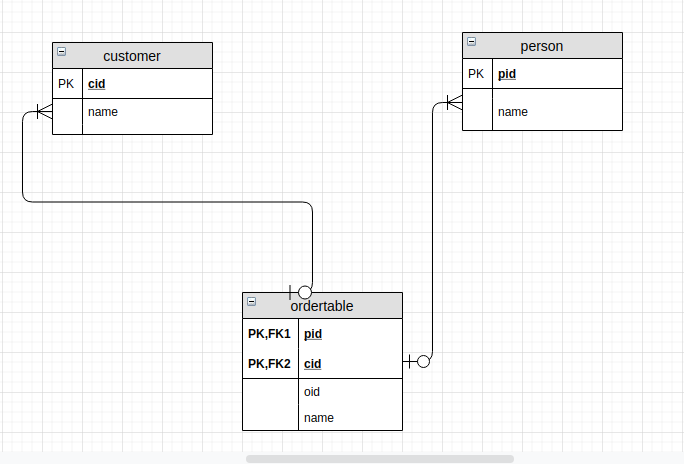 customer
PK cid
name
person
PK pid
name
ordertable
PK,FK1 pid
PK,FK2 cid
oid
name